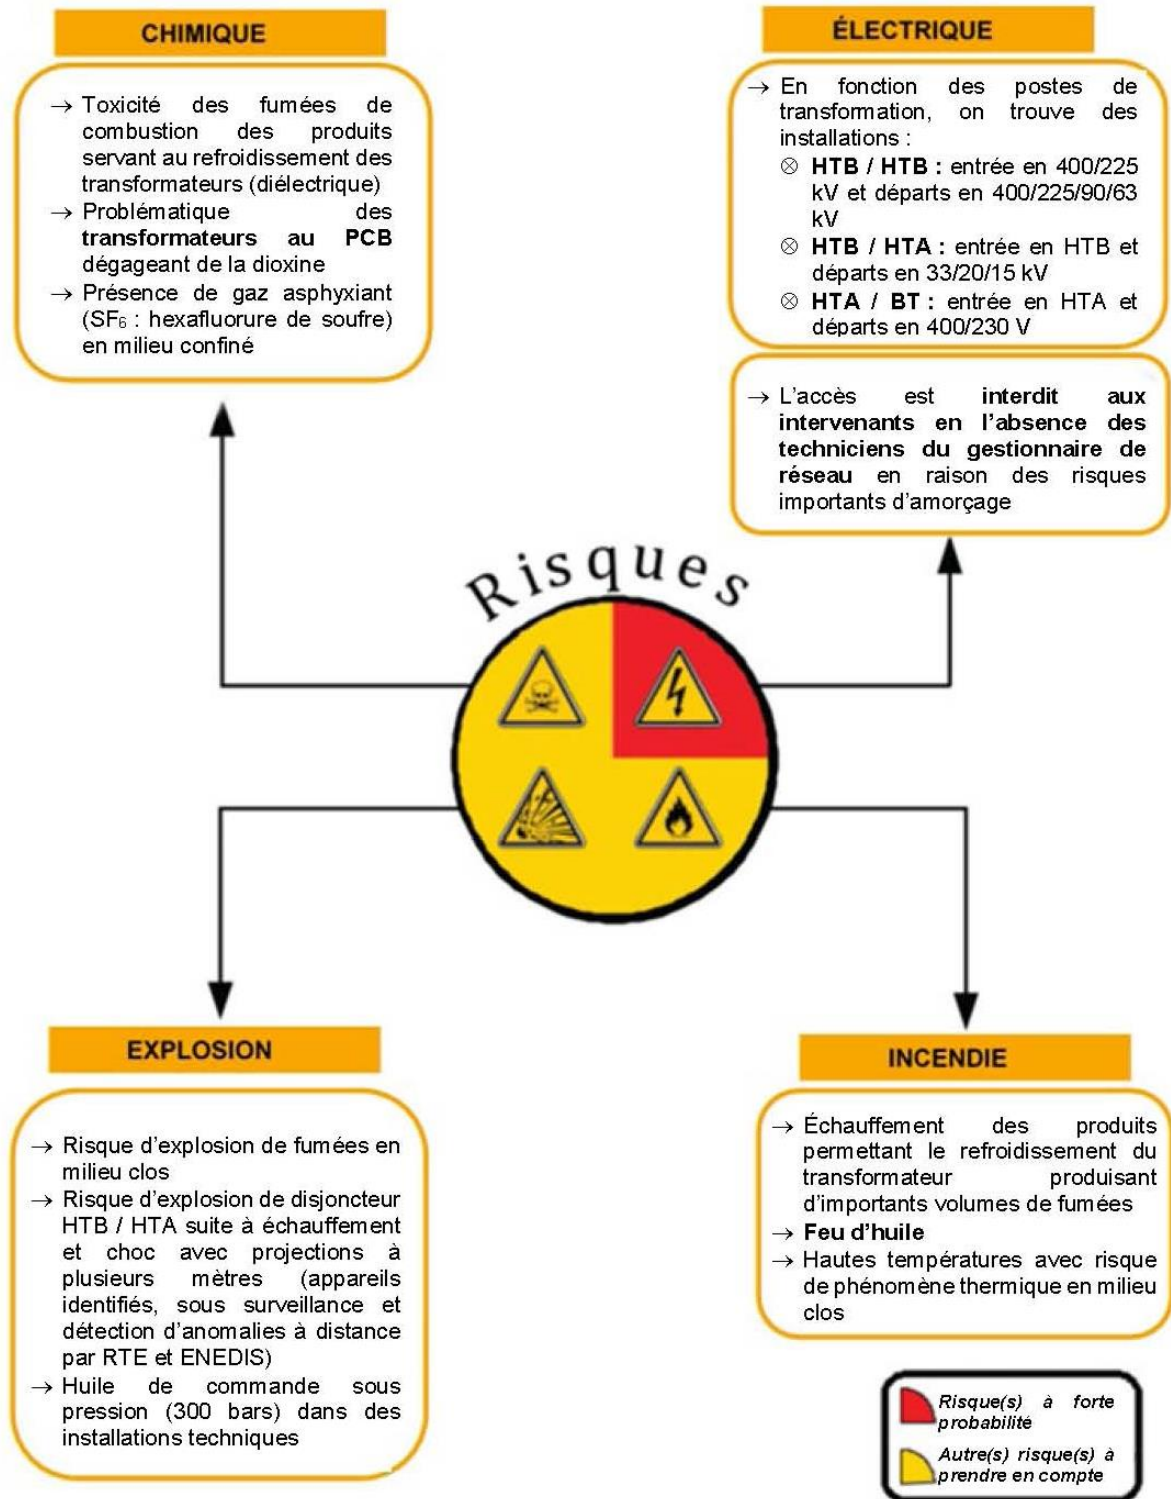 CHIMIQUE
→ Toxicité des fumées de
combustion des produits
servant au refroidissement des
transformateurs (diélectrique)
→ Problématique des
transformateurs au PCB
dégageant de la dioxine
→ Présence de gaz asphyxiant
(SF₆ : hexafluorure de soufre)
en milieu confiné
ÉLECTRIQUE
→ En fonction des postes de
transformation, on trouve des
installations :
⊗ HTB / HTB : entrée en 400/225
kV et départs en 400/225/90/63
kV
⊗ HTB / HTA : entrée en HTB et
départs en 33/20/15 kV
⊗ HTA / BT : entrée en HTA et
départs en 400/230 V
→ L'accès est interdit aux
intervenants en l'absence des
techniciens du gestionnaire de
réseau en raison des risques
importants d'amorçage
Risques
EXPLOSION
→ Risque d'explosion de fumées en
milieu clos
→ Risque d'explosion de disjoncteur
HTB / HTA suite à échauffement
et choc avec projections à
plusieurs mètres (appareils
identifiés, sous surveillance et
détection d'anomalies à distance
par RTE et ENEDIS)
→ Huile de commande sous
pression (300 bars) dans des
installations techniques
INCENDIE
→ Échauffement des produits
permettant le refroidissement du
transformateur produisant
d'importants volumes de fumées
→ Feu d'huile
→ Hautes températures avec risque
de phénomène thermique en milieu
clos
Risque(s) à forte
probabilité
Autre(s) risque(s) à
prendre en compte